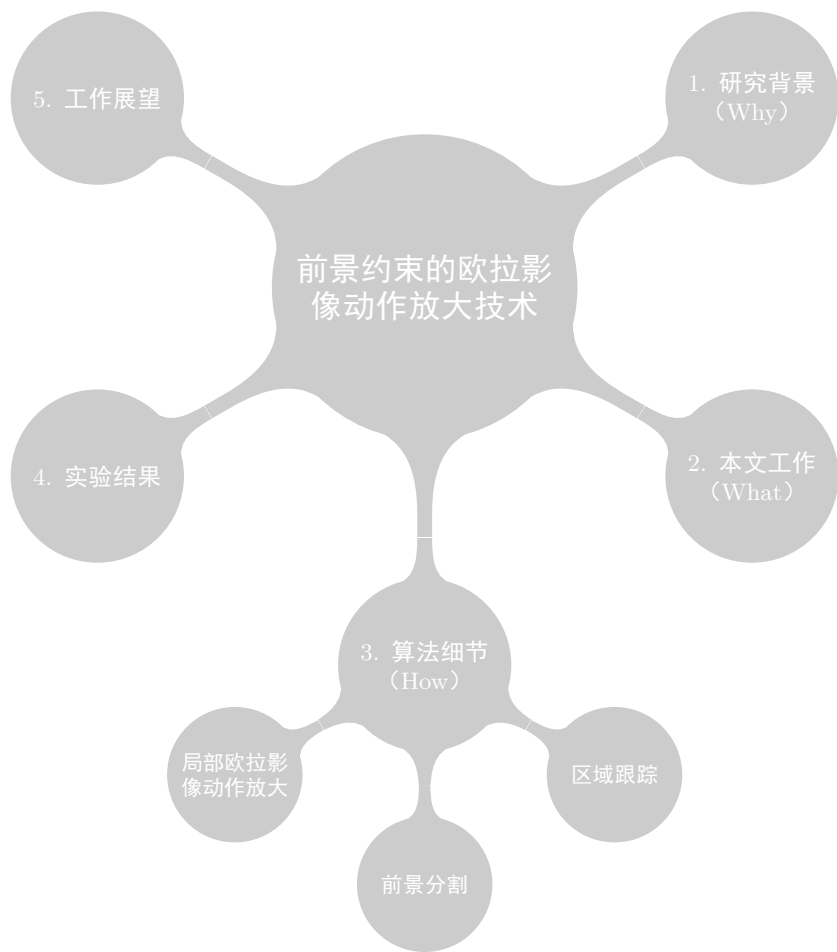 5. 工作展望
1. 研究背景
（Why）
前景约束的欧拉影
像动作放大技术
4. 实验结果
2. 本文工作
（What）
3. 算法细节
（How）
局部欧拉影
像动作放大
区域跟踪
前景分割